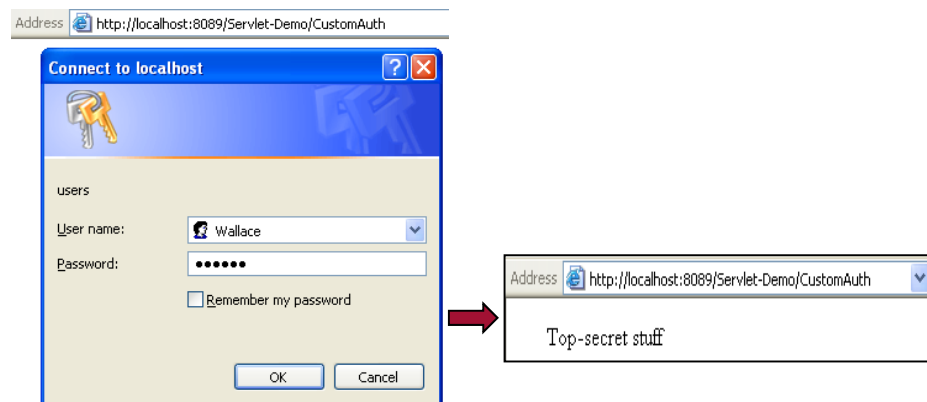 Address http://localhost:8089/Servlet-Demo/CustomAuth
Connect to localhost
users
User name: Wallace
Password: ●●●●●●
Remember my password
OK Cancel
Address http://localhost:8089/Servlet-Demo/CustomAuth
Top-secret stuff